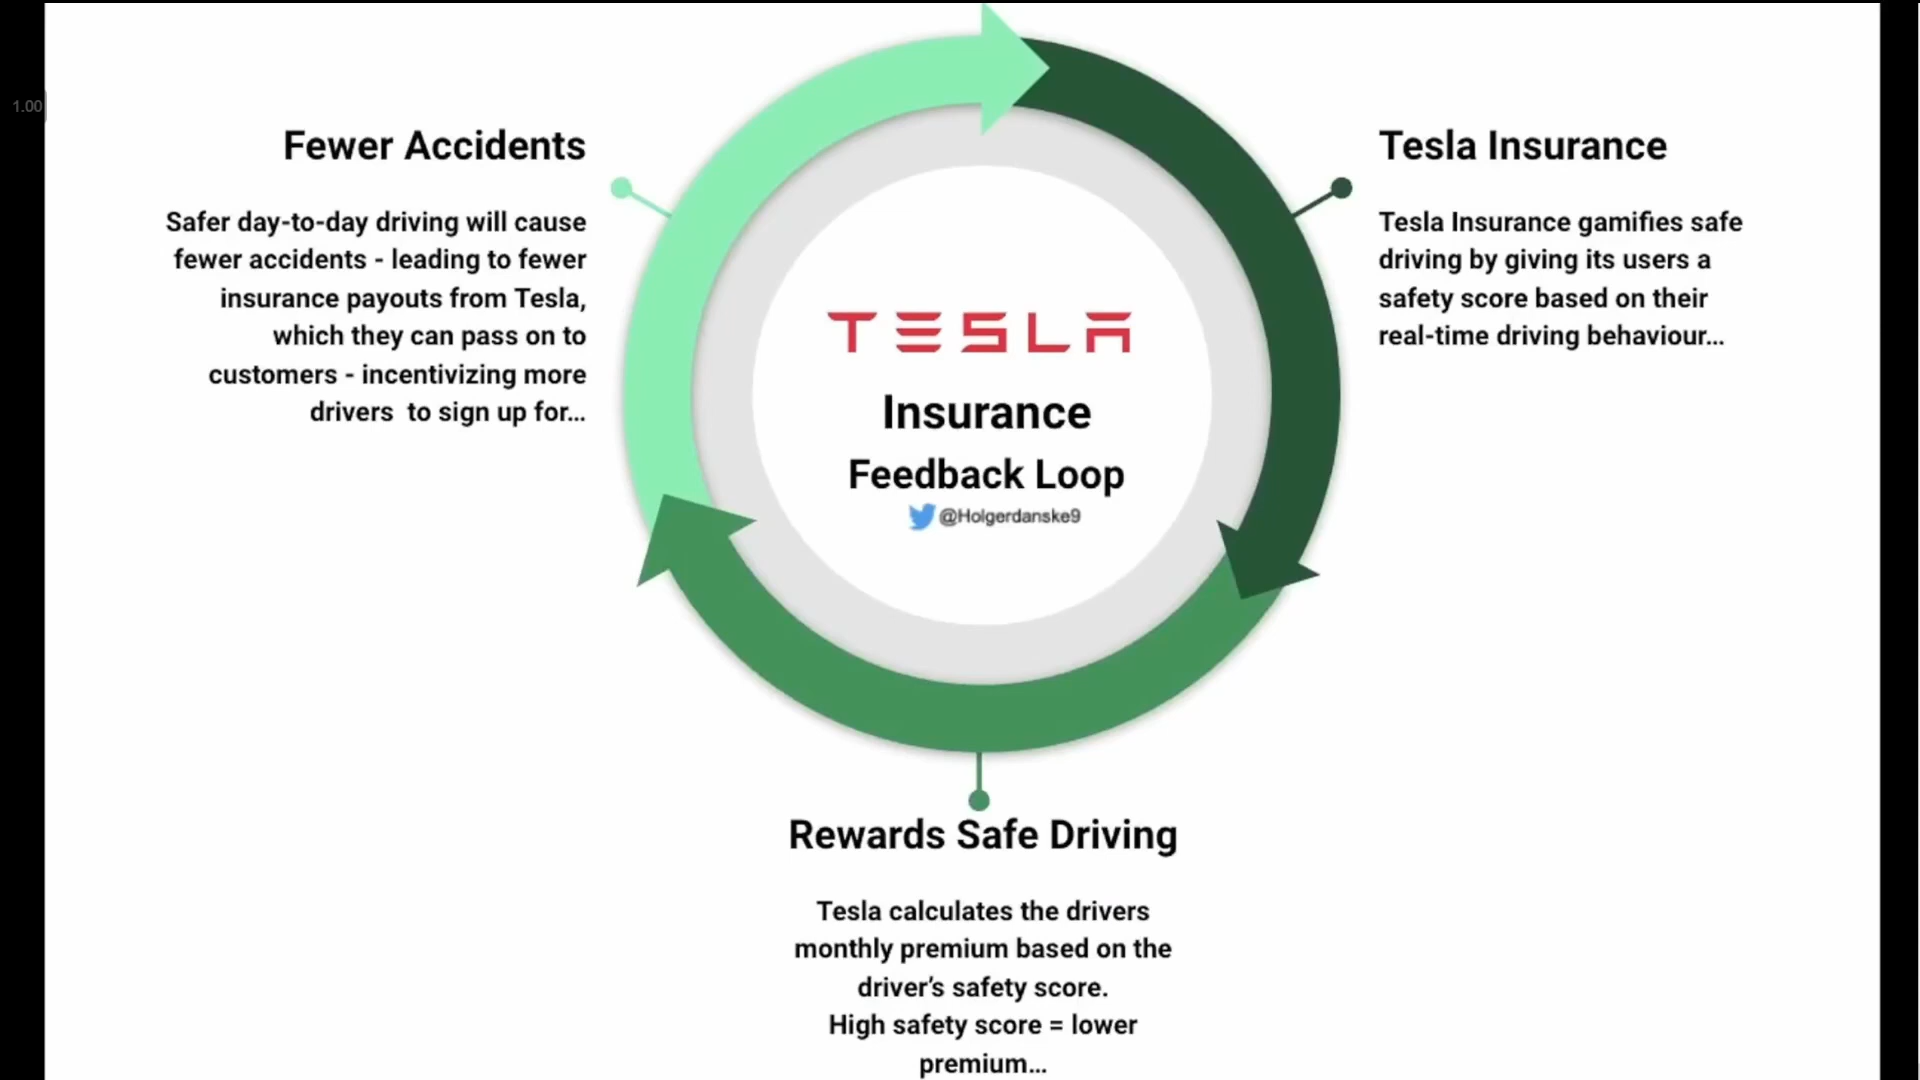 1.00
Fewer Accidents
Safer day-to-day driving will cause
fewer accidents - leading to fewer
insurance payouts from Tesla,
which they can pass on to
customers - incentivizing more
drivers  to sign up for...
TESLA
Insurance
Feedback Loop
@Holgerdanske9
Tesla Insurance
Tesla Insurance gamifies safe
driving by giving its users a
safety score based on their
real-time driving behaviour...
Rewards Safe Driving
Tesla calculates the drivers
monthly premium based on the
driver's safety score.
High safety score = lower
premium...